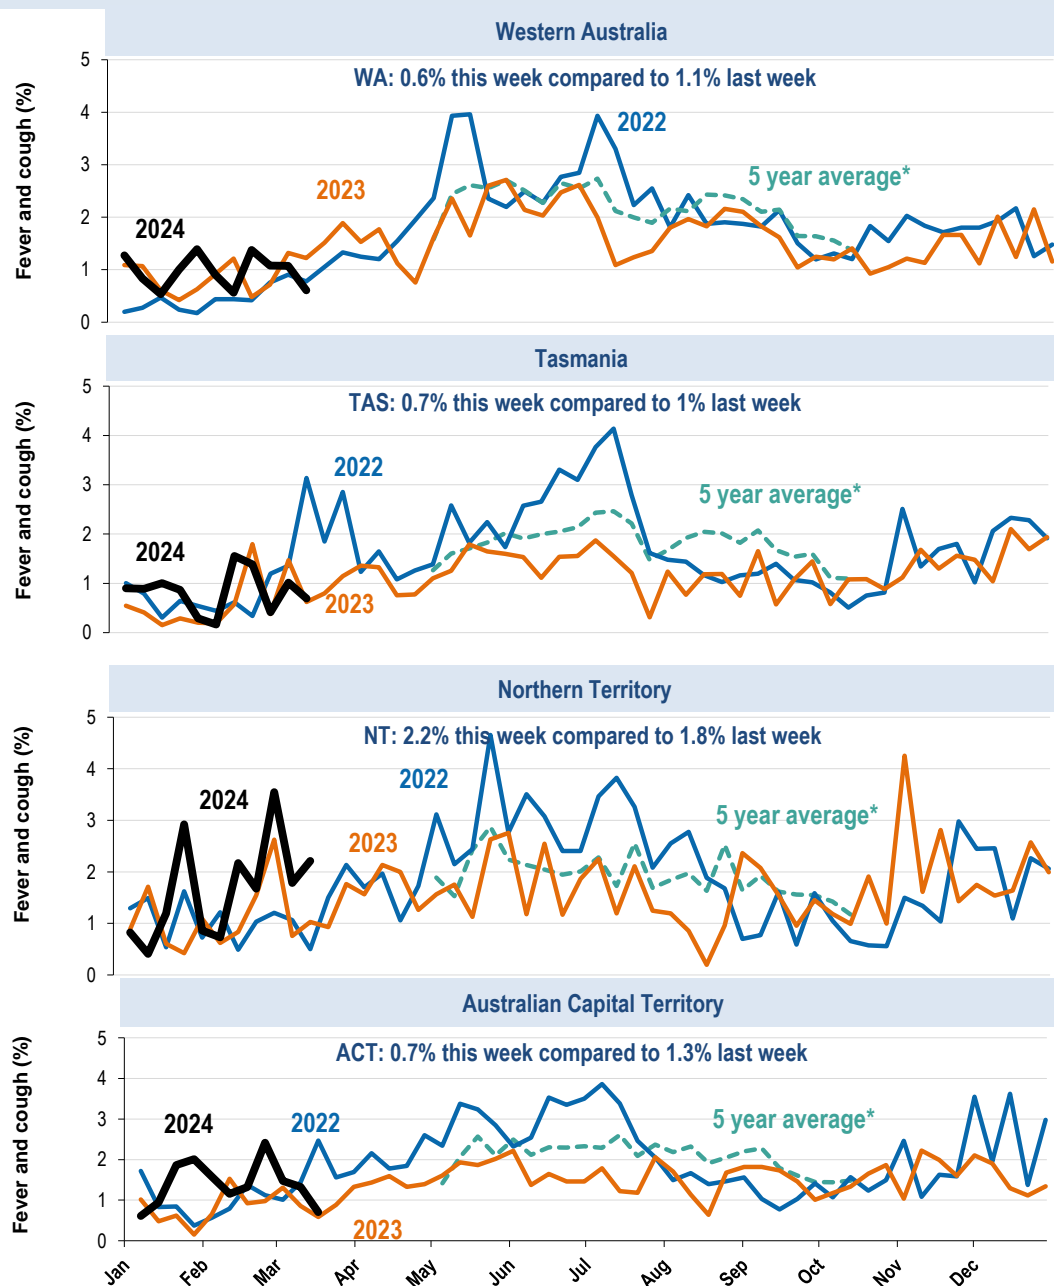 Western Australia
Fever and cough (%)
5
4
3
2
1
0
WA: 0.6% this week compared to 1.1% last week
2022
2023
5 year average*
2024
Tasmania
Fever and cough (%)
5
4
3
2
1
0
TAS: 0.7% this week compared to 1% last week
2022
5 year average*
2024
2023
Northern Territory
Fever and cough (%)
5
4
3
2
1
0
NT: 2.2% this week compared to 1.8% last week
2022
2024
5 year average*
2023
Australian Capital Territory
Fever and cough (%)
5
4
3
2
1
0
ACT: 0.7% this week compared to 1.3% last week
2024
2022
5 year average*
2023
Jan Feb Mar Apr May Jun Jul Aug Sep Oct Nov Dec